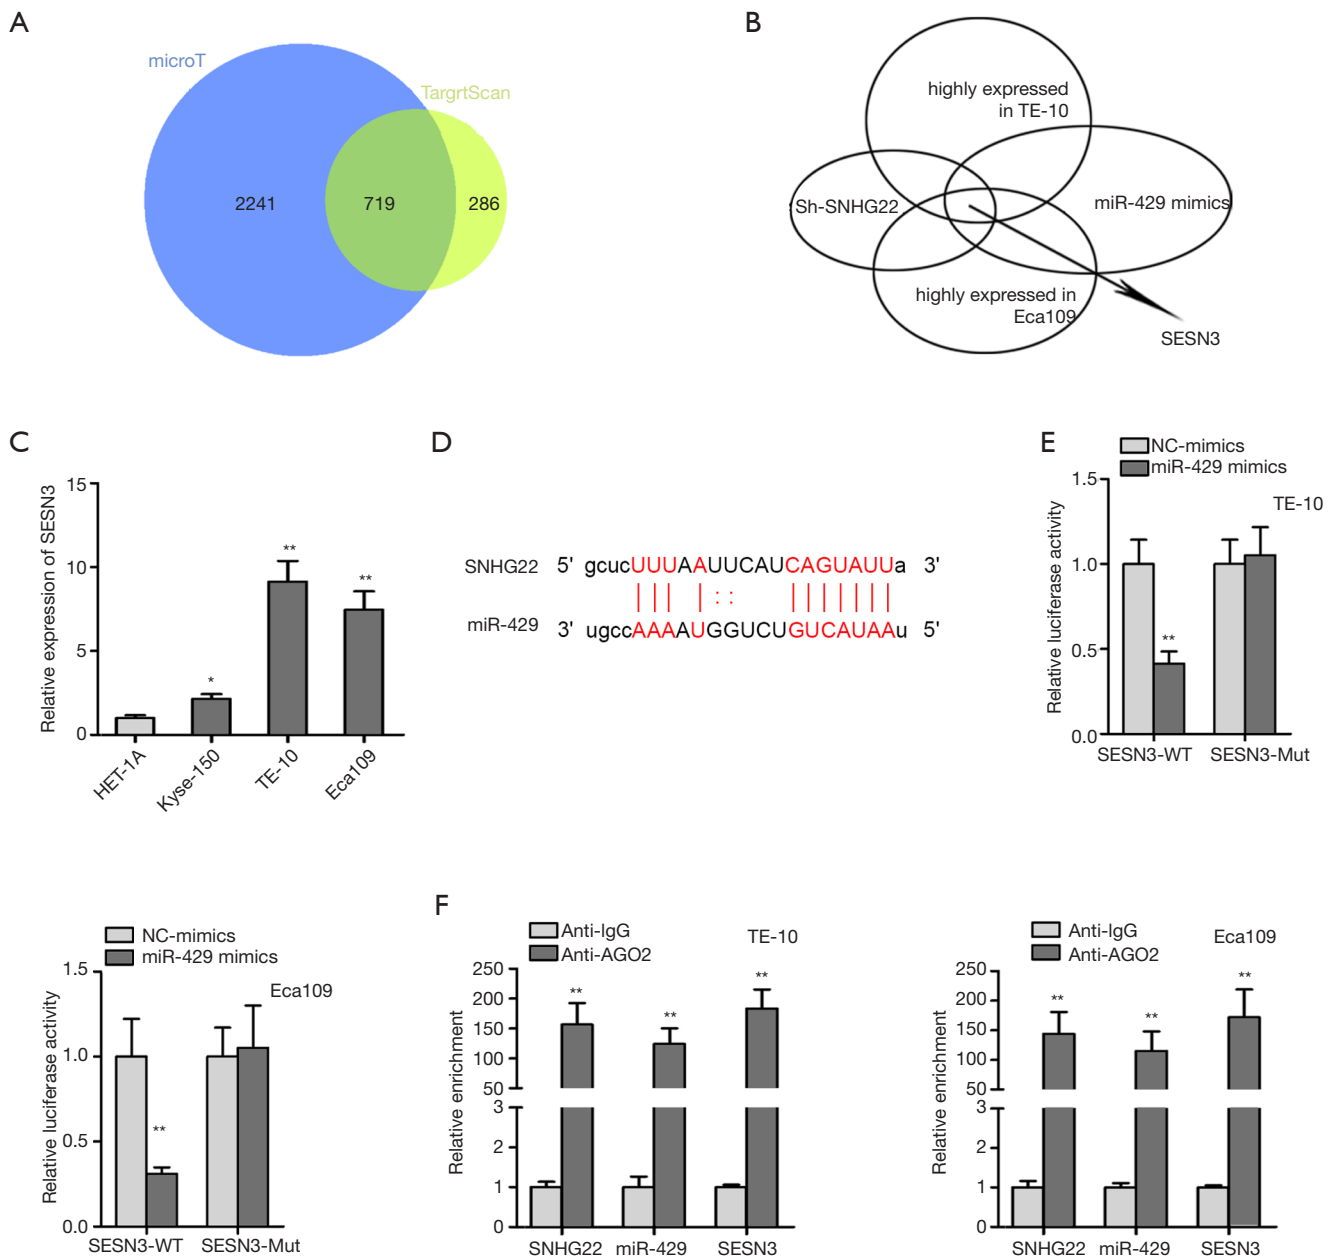 A
microT
TargrtScan
2241
719
286
B
highly expressed
in TE-10
Sh-SNHG22
miR-429 mimics
highly expressed in
Eca109
SESN3
C
Relative expression of SESN3
15
10
5
0
**
**
*
HET-1A
Kyse-150
TE-10
Eca109
D
SNHG22 5' gcucUUUAAUUCAUCAGUAUUa 3'
miR-429 3' ugccAAAAUGGUCUGUCAUAAu 5'
E
NC-mimics
miR-429 mimics
TE-10
Relative luciferase activity
1.5
1.0
0.5
0.0
**
SESN3-WT SESN3-Mut
NC-mimics
miR-429 mimics
Eca109
Relative luciferase activity
1.5
1.0
0.5
0.0
**
SESN3-WT SESN3-Mut
F
Anti-IgG
Anti-AGO2
TE-10
Relative enrichment
250
200
150
100
50
3
2
1
0
** ** **
SNHG22 miR-429 SESN3
Anti-IgG
Anti-AGO2
Eca109
Relative enrichment
250
200
150
100
50
3
2
1
0
** ** **
SNHG22 miR-429 SESN3